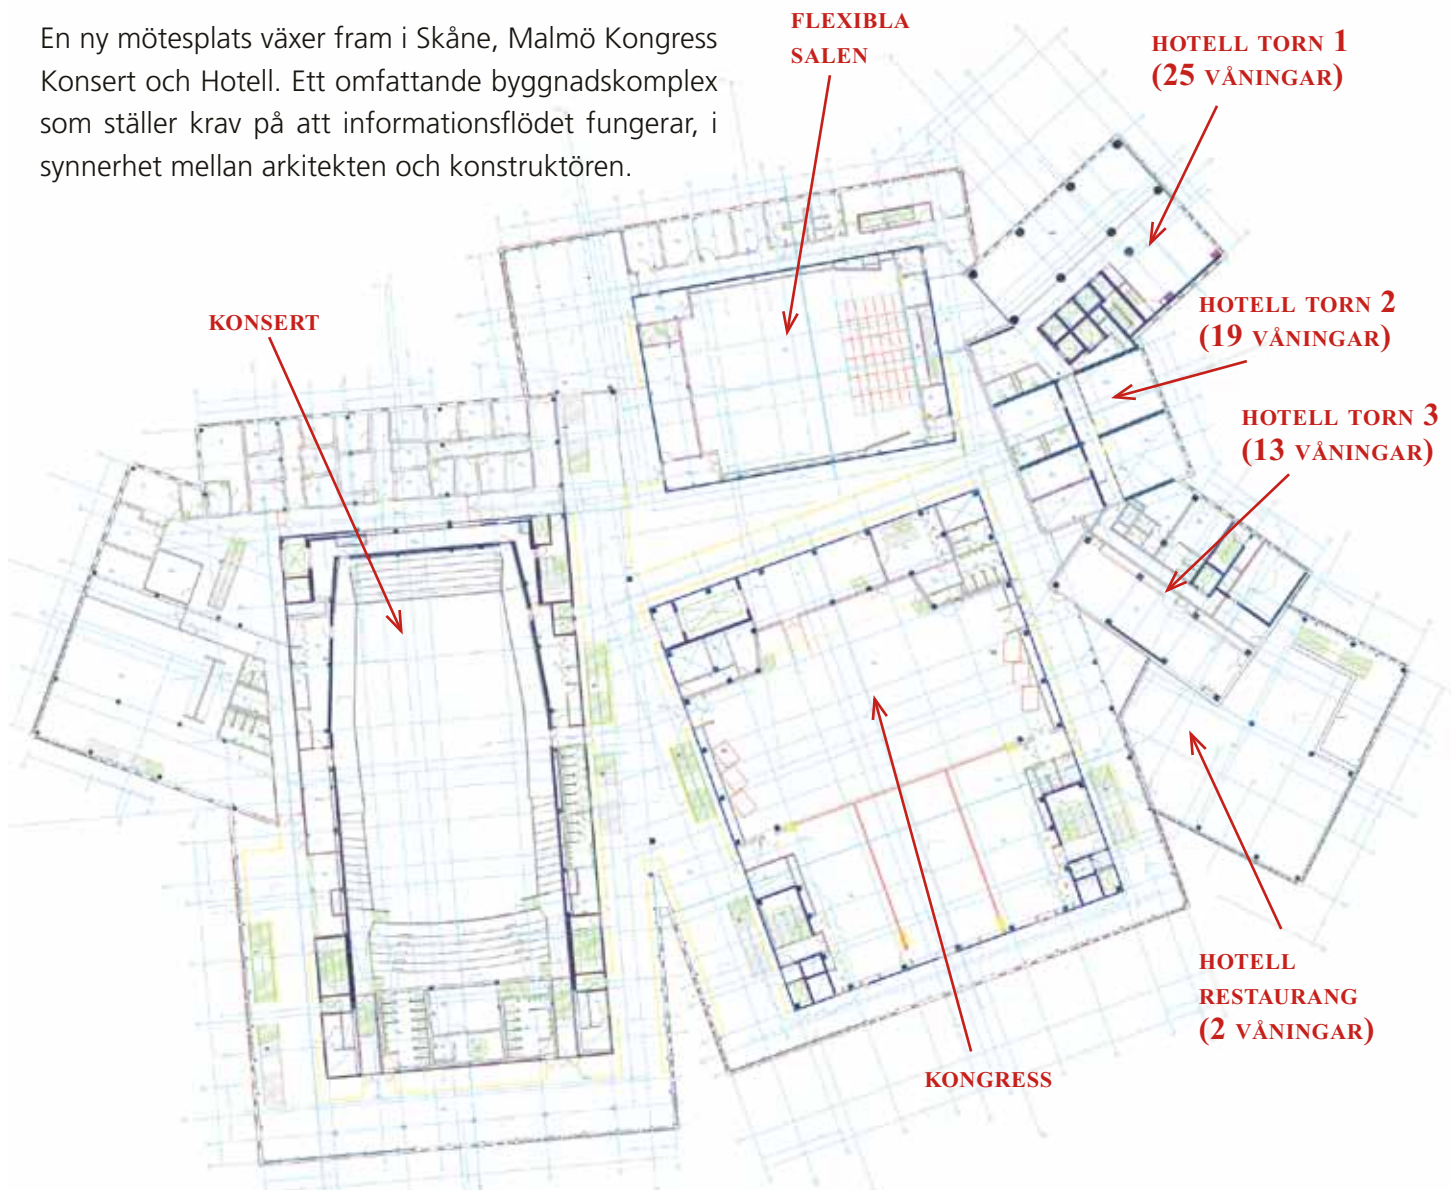 En ny mötesplats växer fram i Skåne, Malmö Kongress
Konsert och Hotell. Ett omfattande byggnadskomplex
som ställer krav på att informationsflödet fungerar, i
synnerhet mellan arkitekten och konstruktören.
FLEXIBLA
SALEN
HOTELL TORN 1
(25 VÅNINGAR)
HOTELL TORN 2
(19 VÅNINGAR)
KONSERT
HOTELL TORN 3
(13 VÅNINGAR)
HOTELL
RESTAURANG
(2 VÅNINGAR)
KONGRESS